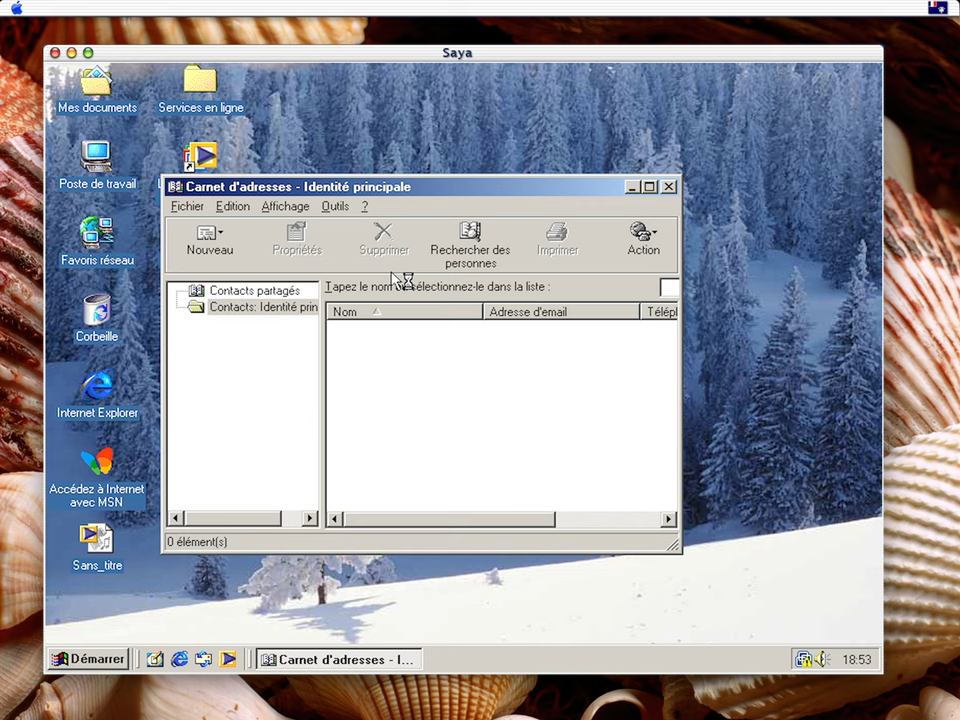 Saya
Mes documents
Services en ligne
Poste de travail
Favoris réseau
Corbeille
Internet Explorer
Accédez à Internet
avec MSN
Sans_titre
Carnet d'adresses - Identité principale
Fichier Edition Affichage Outils ?
Nouveau Propriétés Supprimer Rechercher des
personnes Imprimer Action
Contacts partagés
Contacts: Identité prin
Tapez le nom sélectionnez-le dans la liste :
Nom Adresse d'email Téléph
0 élément(s)
Démarrer Carnet d'adresses - I... 18:53